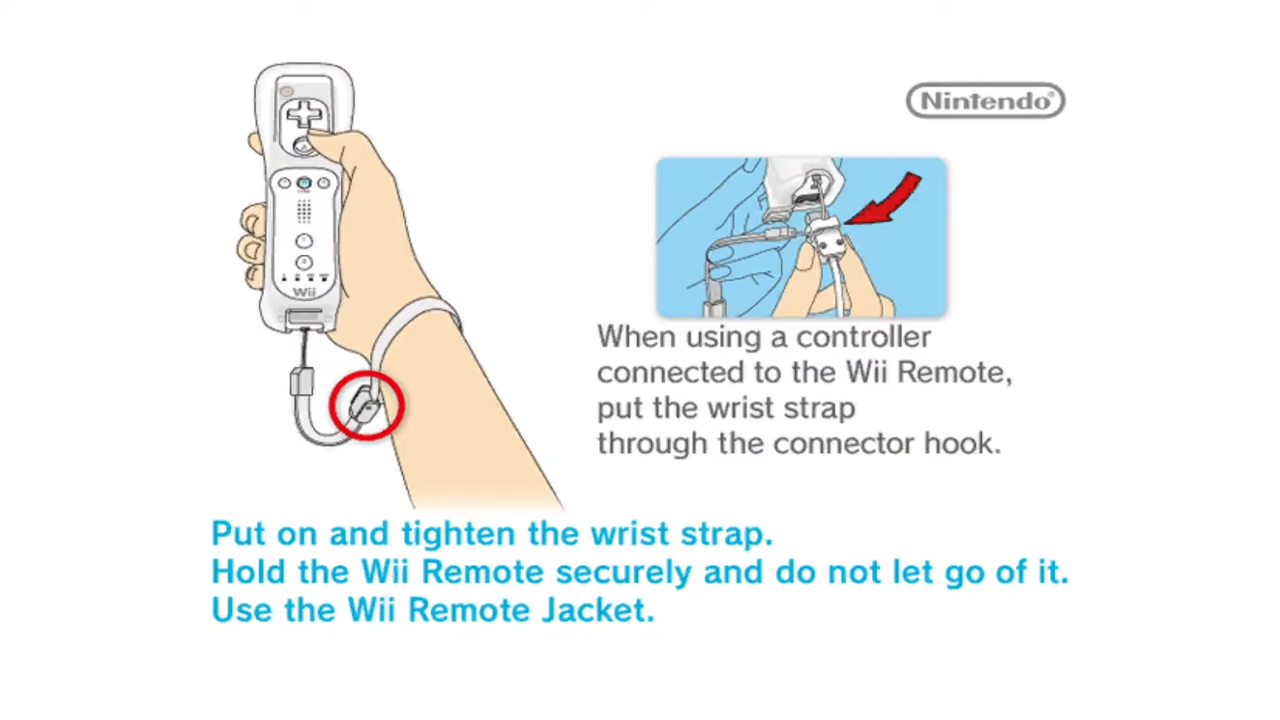 Nintendo®
When using a controller
connected to the Wii Remote,
put the wrist strap
through the connector hook.
Wii
Put on and tighten the wrist strap.
Hold the Wii Remote securely and do not let go of it.
Use the Wii Remote Jacket.